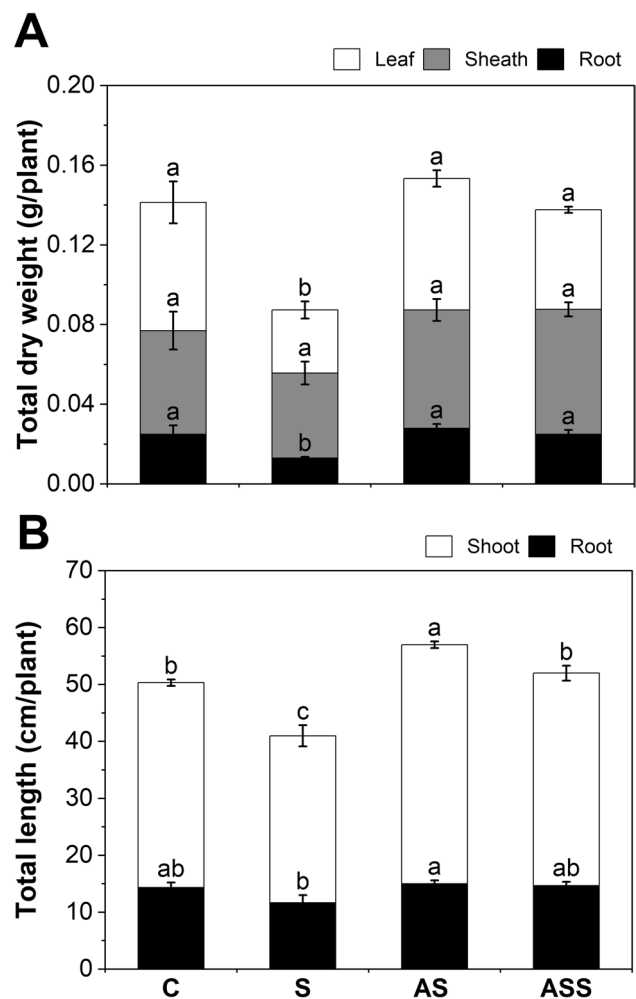 A
Leaf Sheath Root
Total dry weight (g/plant)
0.20
0.16
0.12
0.08
0.04
0.00
a a a
b a b
a a a
a a a
B
Shoot Root
Total length (cm/plant)
70
60
50
40
30
20
10
0
b ab
c b
a a
b ab
C S AS ASS